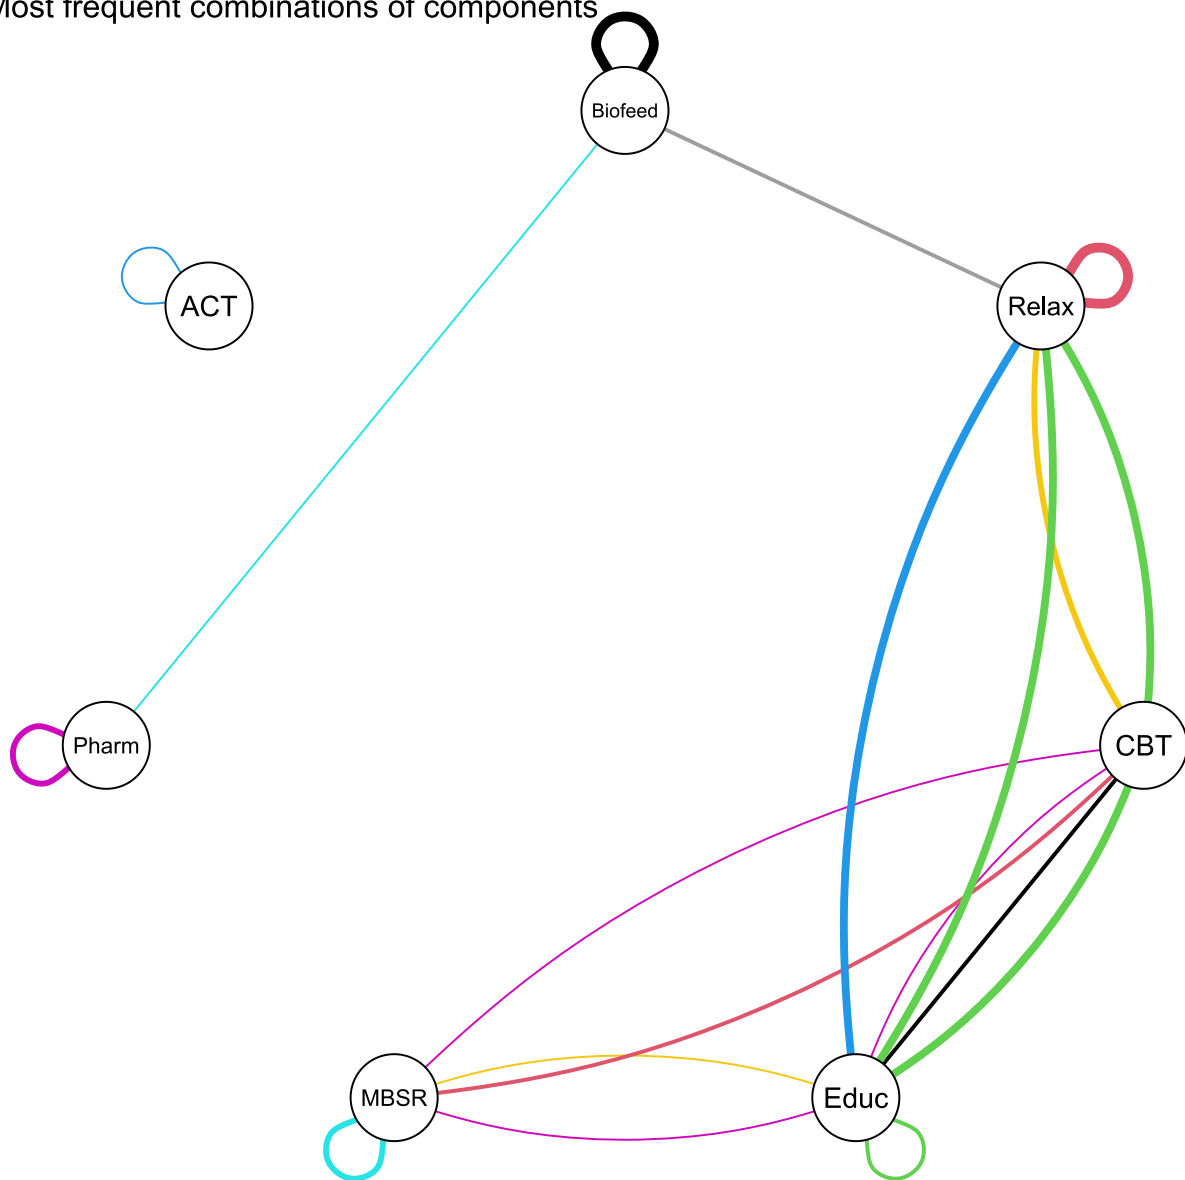 Most frequent combinations of components
Biofeed
ACT
Relax
Pharm
CBT
MBSR
Educ